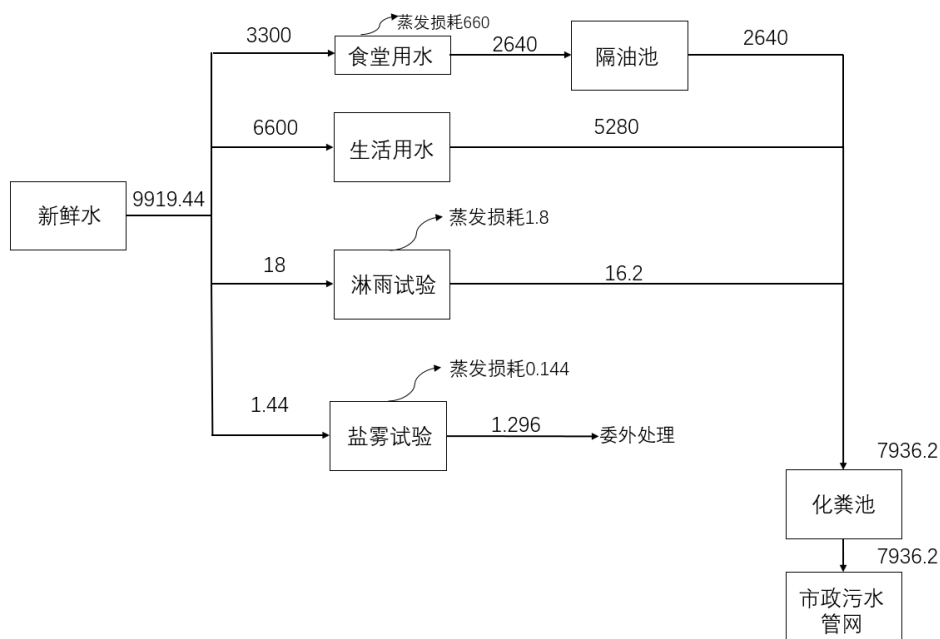 蒸发损耗660
3300
食堂用水
2640
隔油池
2640
6600
生活用水
5280
新鲜水
9919.44
蒸发损耗1.8
18
淋雨试验
16.2
蒸发损耗0.144
1.44
盐雾试验
1.296
委外处理
7936.2
化粪池
7936.2
市政污水
管网